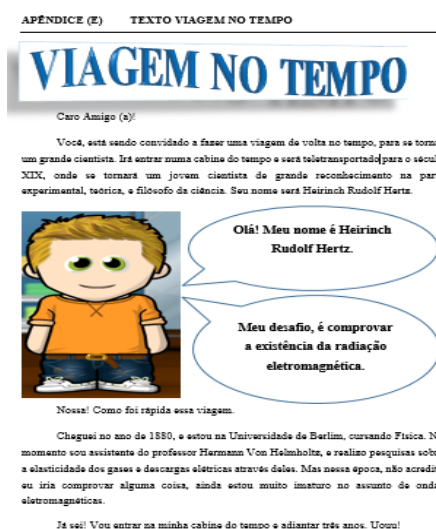 APÊNDICE (E) TEXTO VIAGEM NO TEMPO
VIAGEM NO TEMPO
Caro Amigo (a)!
Você, está sendo convidado a fazer uma viagem de volta no tempo, para se torna
um grande cientista. Irá entrar numa cabine do tempo e será teletransportado para o sécul
XIX, onde se tornará um jovem cientista de grande reconhecimento na par
experimental, teórica, e filósofo da ciência. Seu nome será Heirinch Rudolf Hertz.
Olá! Meu nome é Heirinch
Rudolf Hertz.
Meu desafio, é comprovar
a existência da radiação
eletromagnética.
Nossa! Como foi rápida essa viagem.
Cheguei no ano de 1880, e estou na Universidade de Berlim, cursando Física. N
momento sou assistente do professor Hermann Von Helmholtz, e realizo pesquisas sobr
a elasticidade dos gases e descargas elétricas através deles. Mas nessa época, não acredit
eu iria comprovar alguma coisa, ainda estou muito imaturo no assunto de onda
eletromagnéticas.
Já sei! Vou entrar na minha cabine do tempo e adiantar três anos. Uouu!